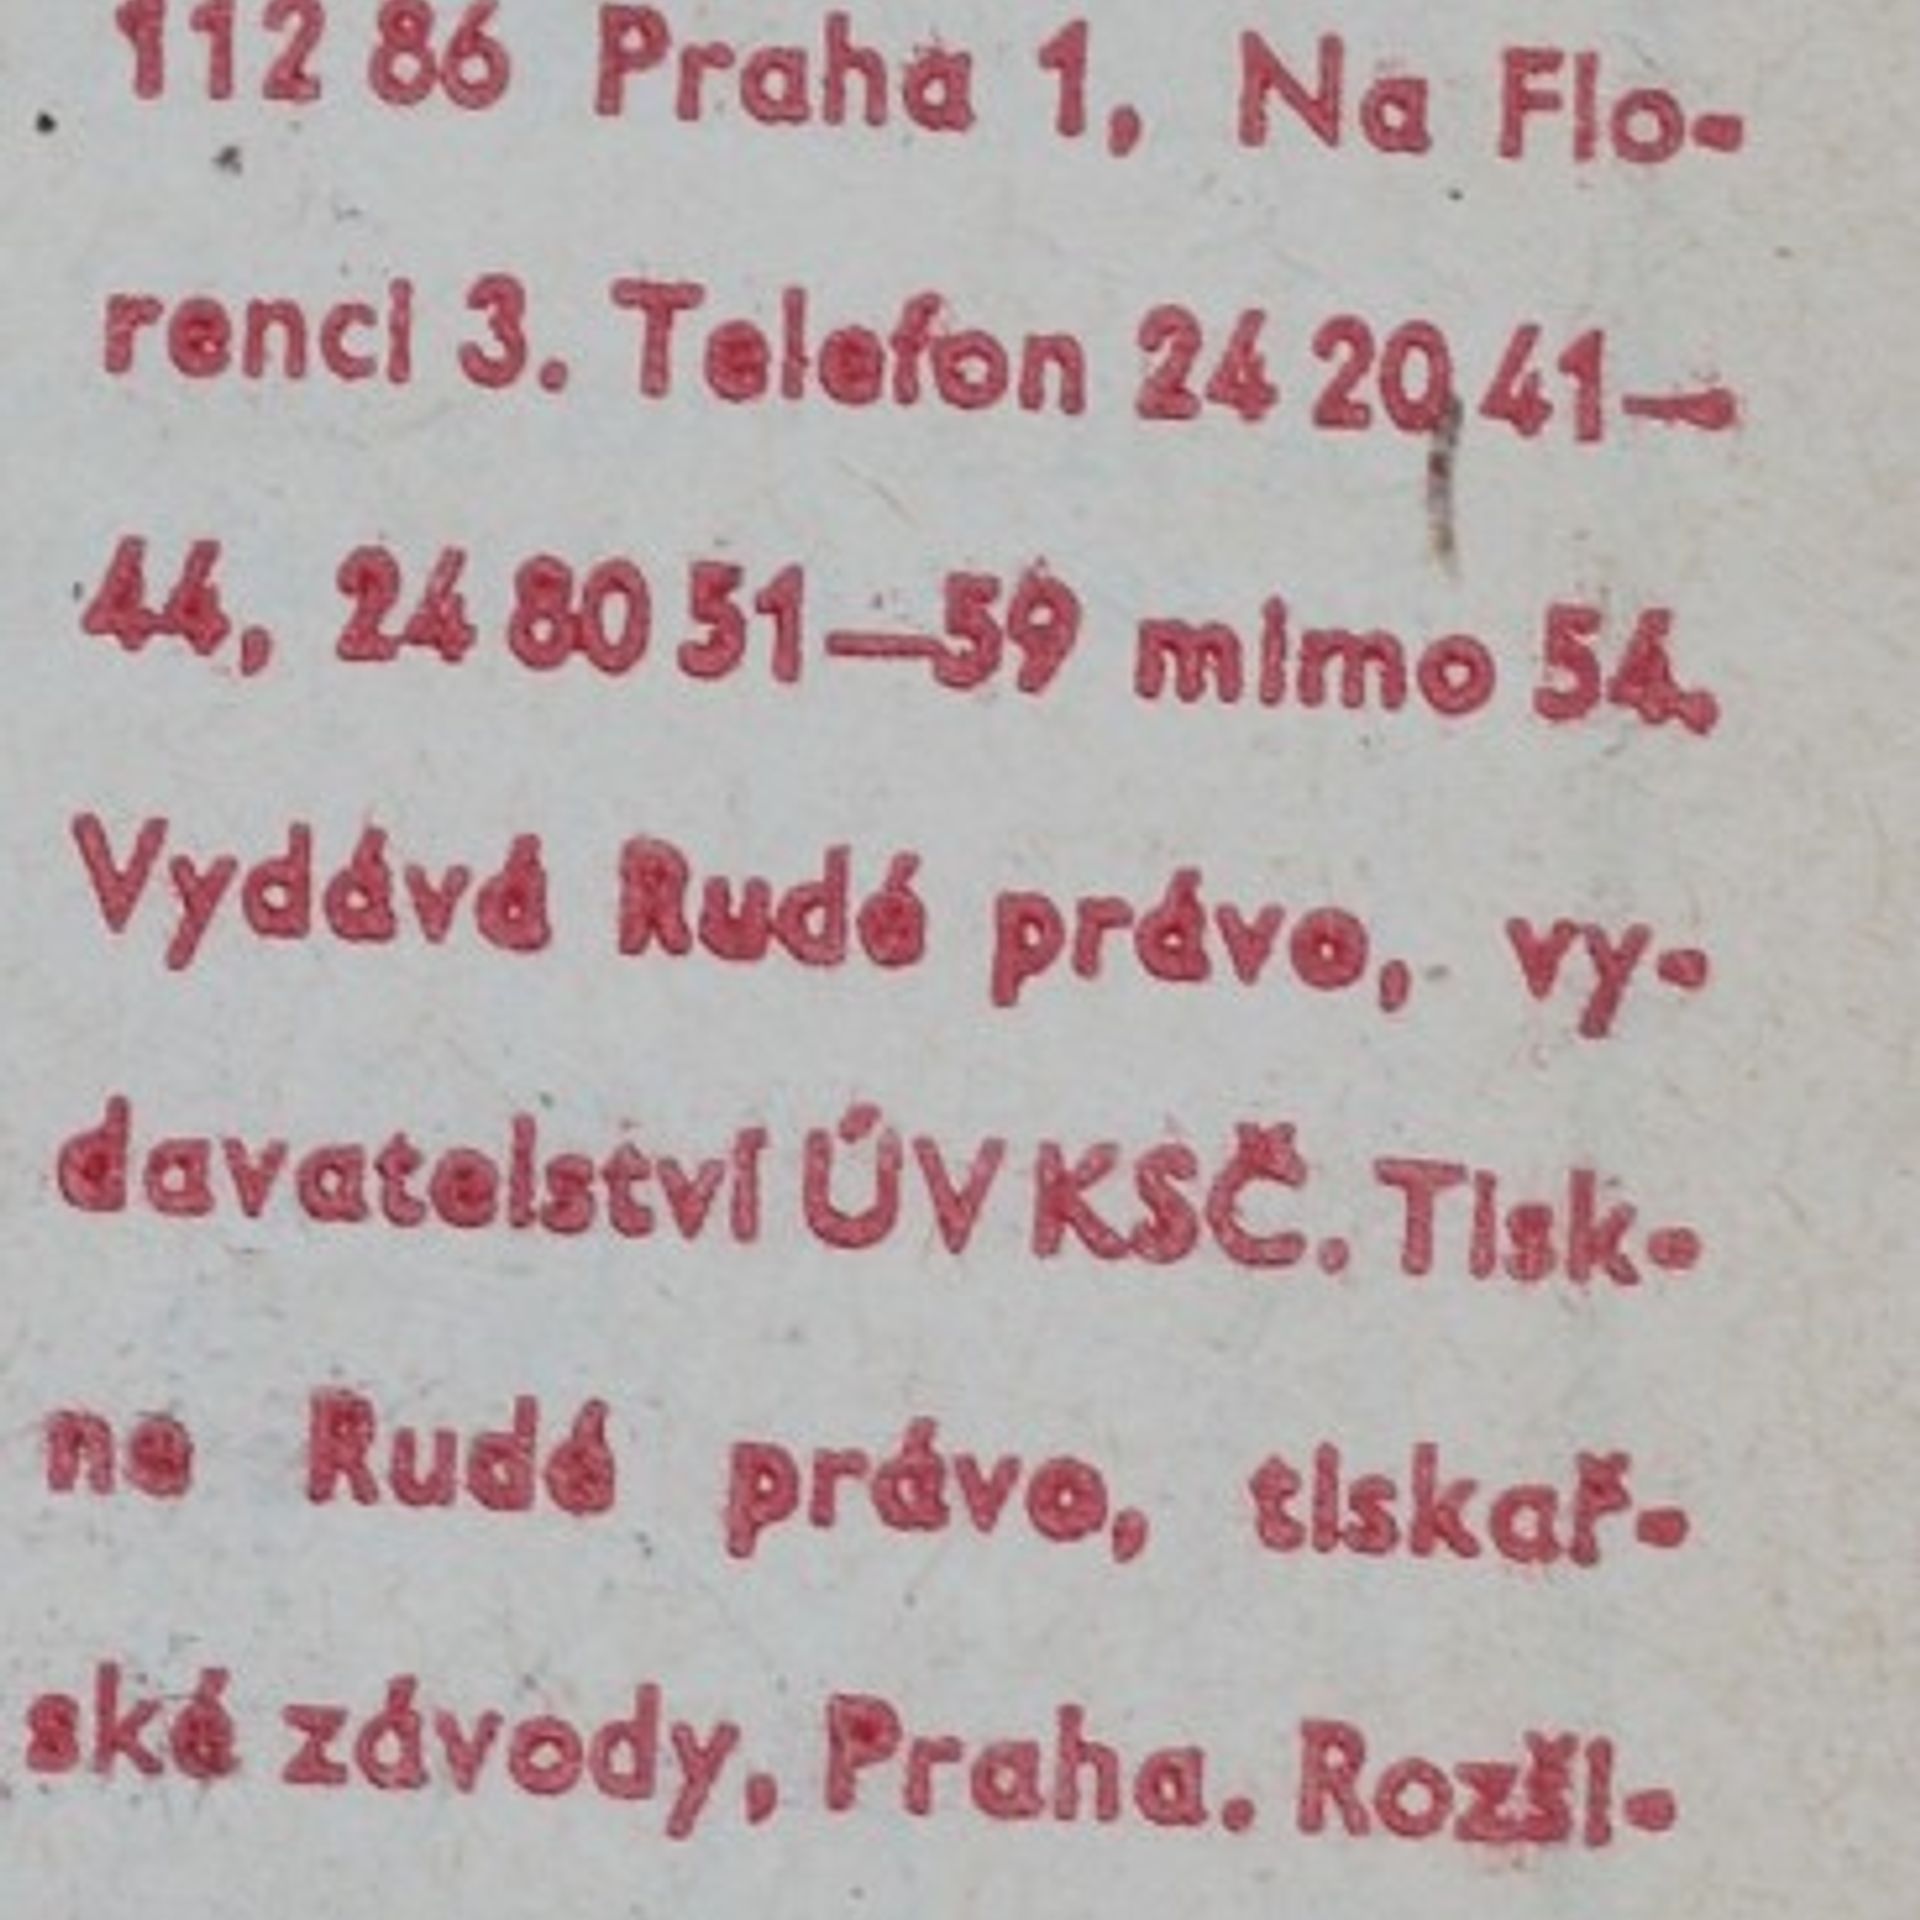 112 86 Praha 1, Na Flo-
renci 3. Telefon 24 20 41—
44, 24 80 51—59 mimo 54.
Vydává Rudé právo, vy-
davatelství ÚV KSČ. Tisk-
ne Rudé právo, tiskař-
ské závody, Praha. Rozši-